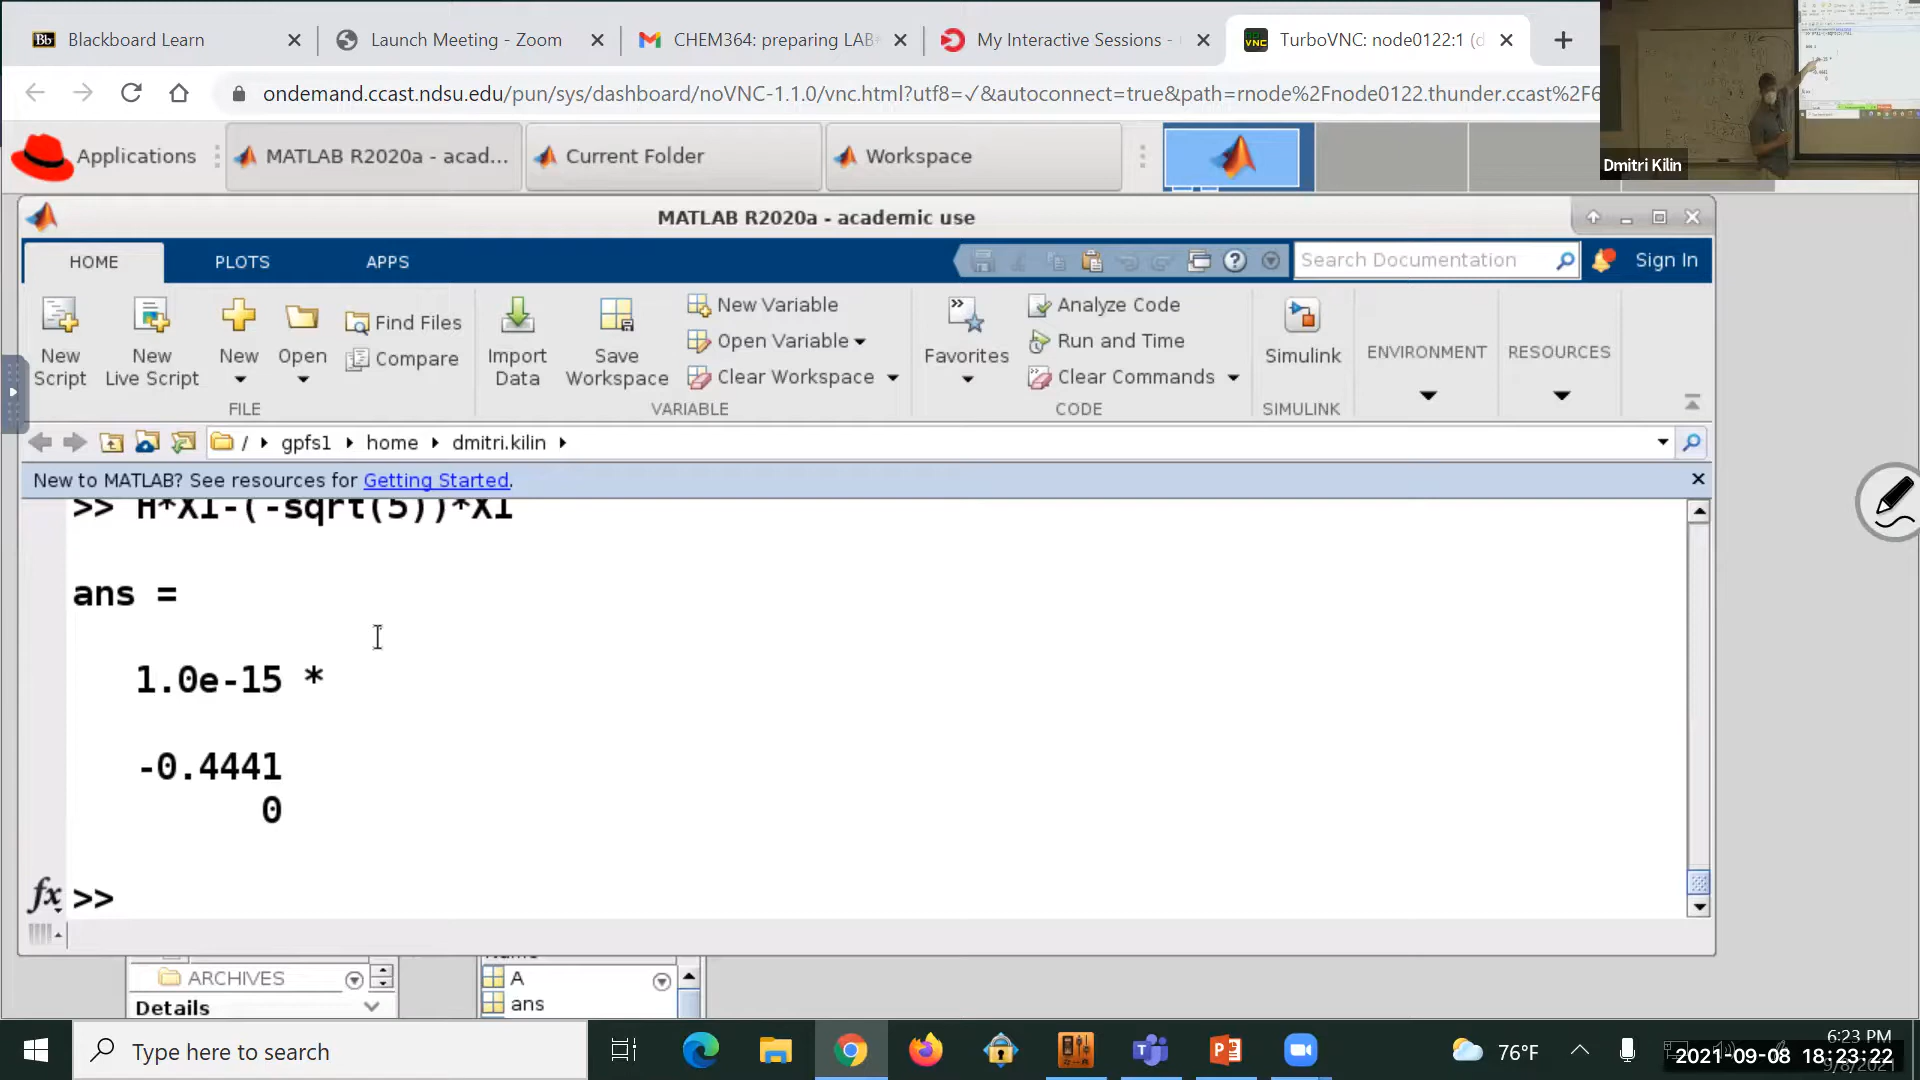 Blackboard Learn
Launch Meeting - Zoom
CHEM364: preparing LAB
My Interactive Sessions -
TurboVNC: node0122:1 (d
ondemand.ccast.ndsu.edu/pun/sys/dashboard/noVNC-1.1.0/vnc.html?utf8=✓&autoconnect=true&path=rnode%2Fnode0122.thunder.ccast%2F6
Dmitri Kilin
Applications
MATLAB R2020a - acad...
Current Folder
Workspace
MATLAB R2020a - academic use
HOME
PLOTS
APPS
Search Documentation
Sign In
New Script
New Live Script
New
Open
Find Files
Compare
Import Data
Save Workspace
New Variable
Open Variable
Clear Workspace
Favorites
Analyze Code
Run and Time
Clear Commands
Simulink
ENVIRONMENT
RESOURCES
FILE
VARIABLE
CODE
SIMULINK
/ gpfs1 home dmitri.kilin
New to MATLAB? See resources for Getting Started.
>> H*X1-(-sqrt(5))*X1
ans =
1.0e-15 *
-0.4441
0
fx >>
ARCHIVES
Details
A
ans
Type here to search
76°F
6:23 PM
9/8/2021
2021-09-08 18:23:22